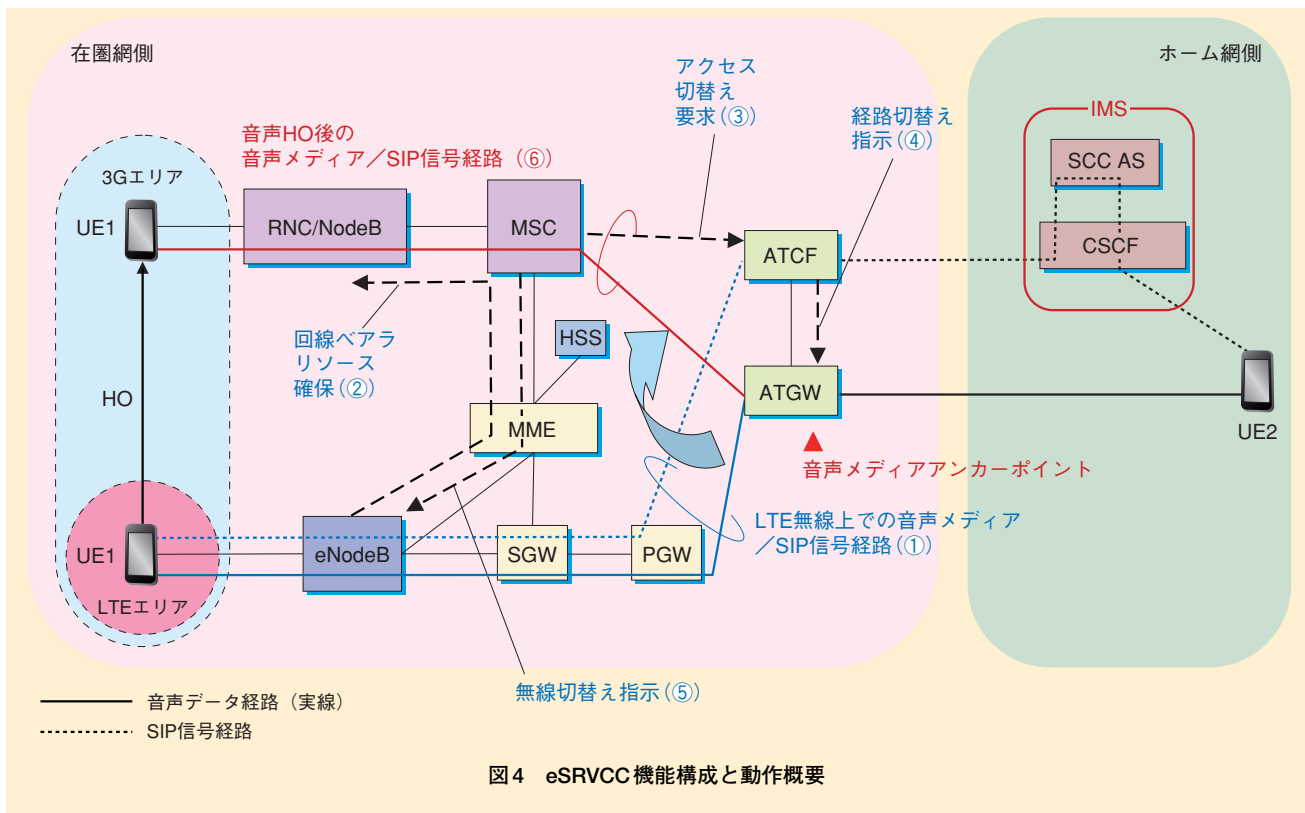 在圏網側
ホーム網側
アクセス
切替え
要求(③)
経路切替え
指示(④)
IMS
SCC AS
CSCF
音声HO後の
音声メディア/SIP信号経路(⑥)
3Gエリア
UE1
RNC/NodeB
MSC
ATCF
回線ベアラ
リソース
確保(②)
HSS
HO
MME
ATGW
UE2
音声メディアアンカーポイント
LTE無線上での音声メディア
/SIP信号経路(①)
UE1
eNodeB
SGW
PGW
LTEエリア
無線切替え指示(⑤)
音声データ経路(実線)
SIP信号経路
図4 eSRVCC機能構成と動作概要